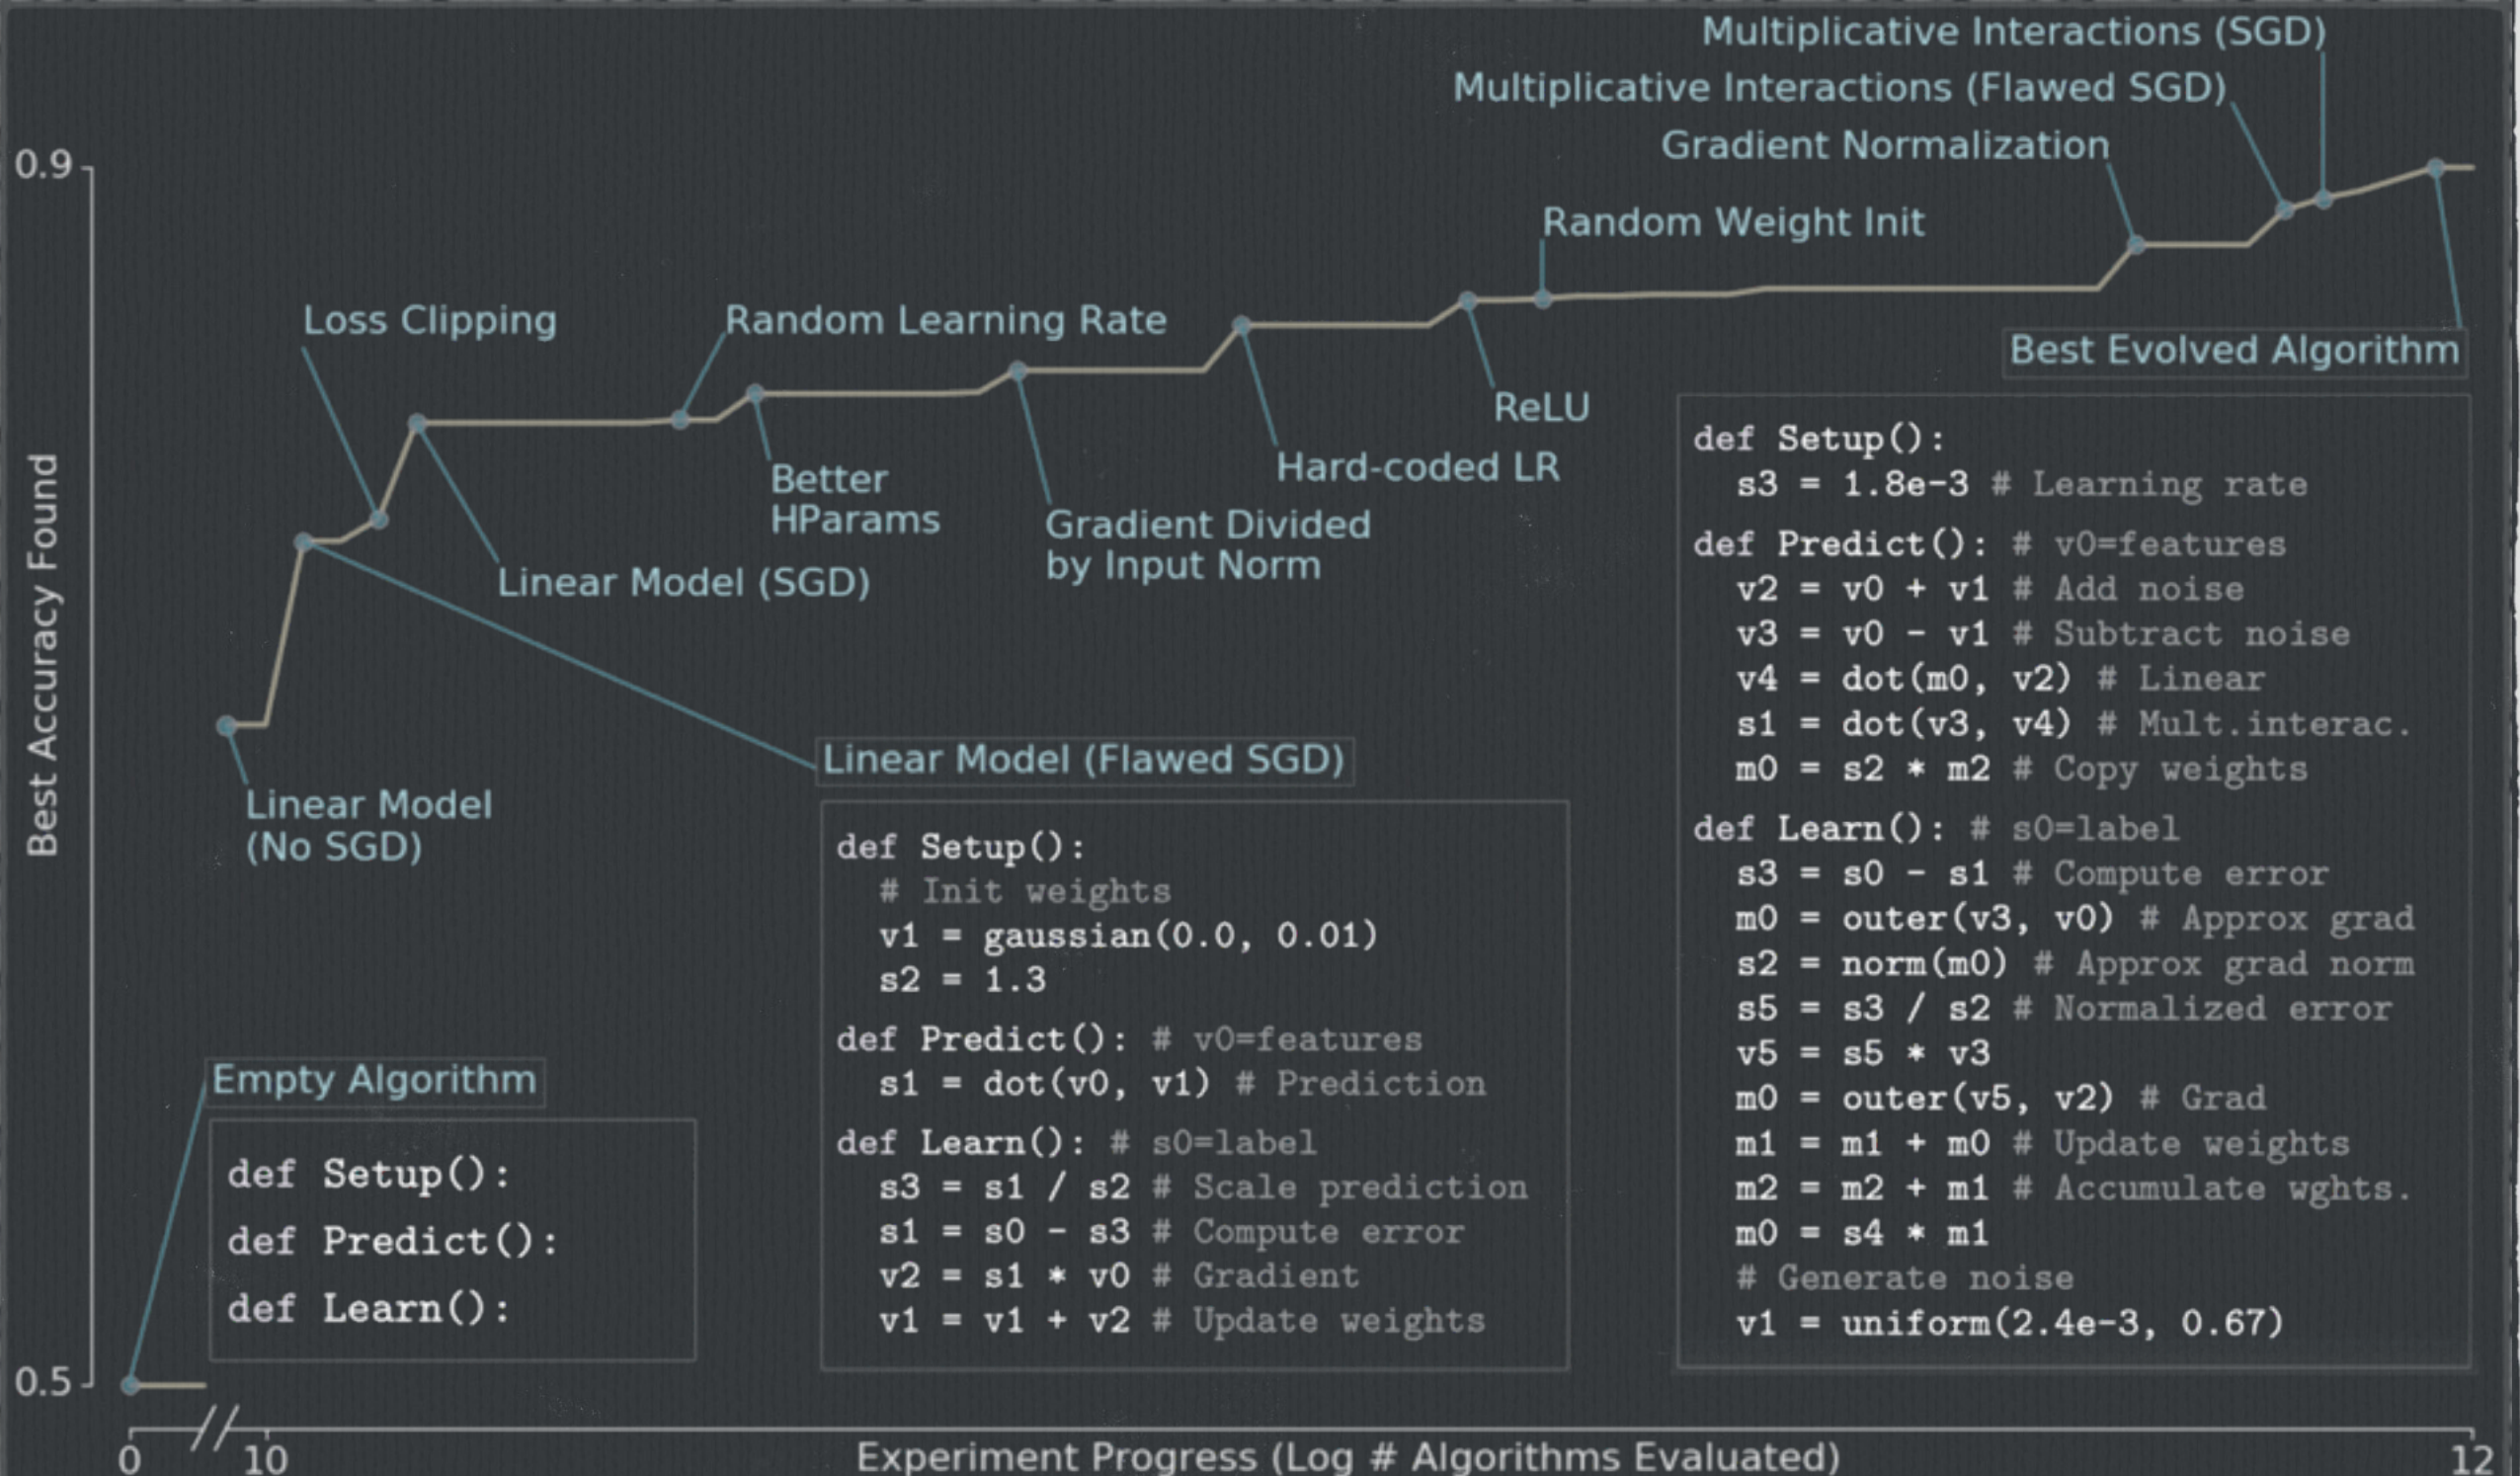 Multiplicative Interactions (SGD)
Multiplicative Interactions (Flawed SGD)
Gradient Normalization
0.9
Random Weight Init
Loss Clipping
Random Learning Rate
Best Evolved Algorithm
ReLU
Hard-coded LR
Better
HParams
Gradient Divided
by Input Norm
Linear Model (SGD)
Best Accuracy Found
Linear Model
(No SGD)
Linear Model (Flawed SGD)
def Setup():
# Init weights
v1 = gaussian(0.0, 0.01)
s2 = 1.3
def Predict(): # v0=features
s1 = dot(v0, v1) # Prediction
def Learn(): # s0=label
s3 = s1 / s2 # Scale prediction
s1 = s0 - s3 # Compute error
v2 = s1 * v0 # Gradient
v1 = v1 + v2 # Update weights
def Setup():
s3 = 1.8e-3 # Learning rate
def Predict(): # v0=features
v2 = v0 + v1 # Add noise
v3 = v0 - v1 # Subtract noise
v4 = dot(m0, v2) # Linear
s1 = dot(v3, v4) # Mult.interac.
m0 = s2 * m2 # Copy weights
def Learn(): # s0=label
s3 = s0 - s1 # Compute error
m0 = outer(v3, v0) # Approx grad
s2 = norm(m0) # Approx grad norm
s5 = s3 / s2 # Normalized error
v5 = s5 * v3
m0 = outer(v5, v2) # Grad
m1 = m1 + m0 # Update weights
m2 = m2 + m1 # Accumulate wghts.
m0 = s4 * m1
# Generate noise
v1 = uniform(2.4e-3, 0.67)
Empty Algorithm
def Setup():
def Predict():
def Learn():
0.5
0
10
Experiment Progress (Log # Algorithms Evaluated)
12